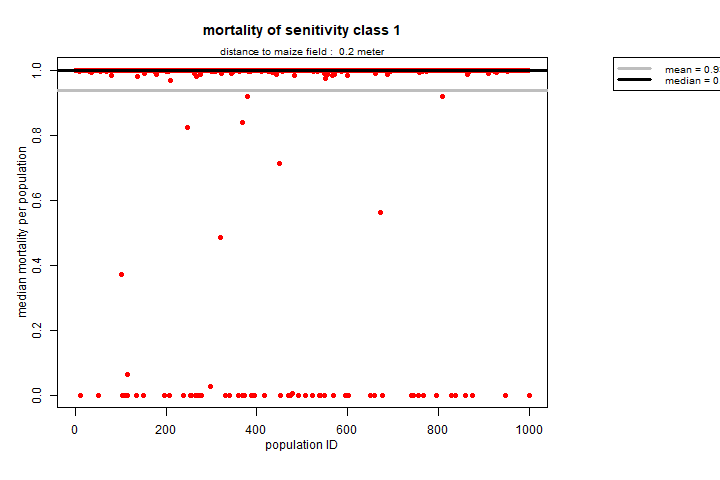 mortality of senitivity class 1
distance to maize field : 0.2 meter
mean = 0.9
median = 0
median mortality per population
1.0
0.8
0.6
0.4
0.2
0.0
0 200 400 600 800 1000
population ID